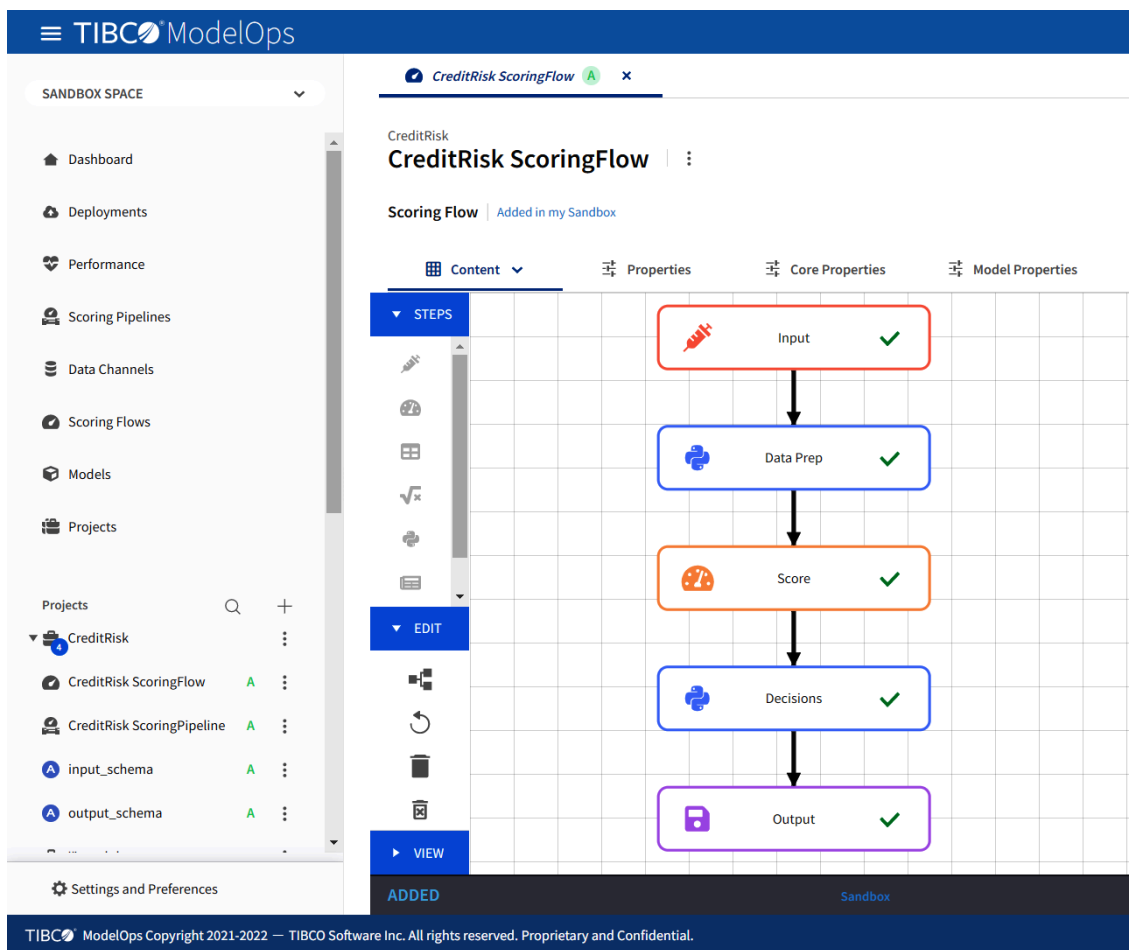 TIBCO® ModelOps
CreditRisk ScoringFlow A ×
SANDBOX SPACE
Dashboard
Deployments
Performance
Scoring Pipelines
Data Channels
Scoring Flows
Models
Projects
Projects
CreditRisk
4
CreditRisk ScoringFlow A
CreditRisk ScoringPipeline A
A input_schema A
A output_schema A
Settings and Preferences
CreditRisk
CreditRisk ScoringFlow
Scoring Flow Added in my Sandbox
Content Properties Core Properties Model Properties
STEPS
EDIT
VIEW
Input
Data Prep
Score
Decisions
Output
ADDED Sandbox
TIBCO® ModelOps Copyright 2021-2022 — TIBCO Software Inc. All rights reserved. Proprietary and Confidential.